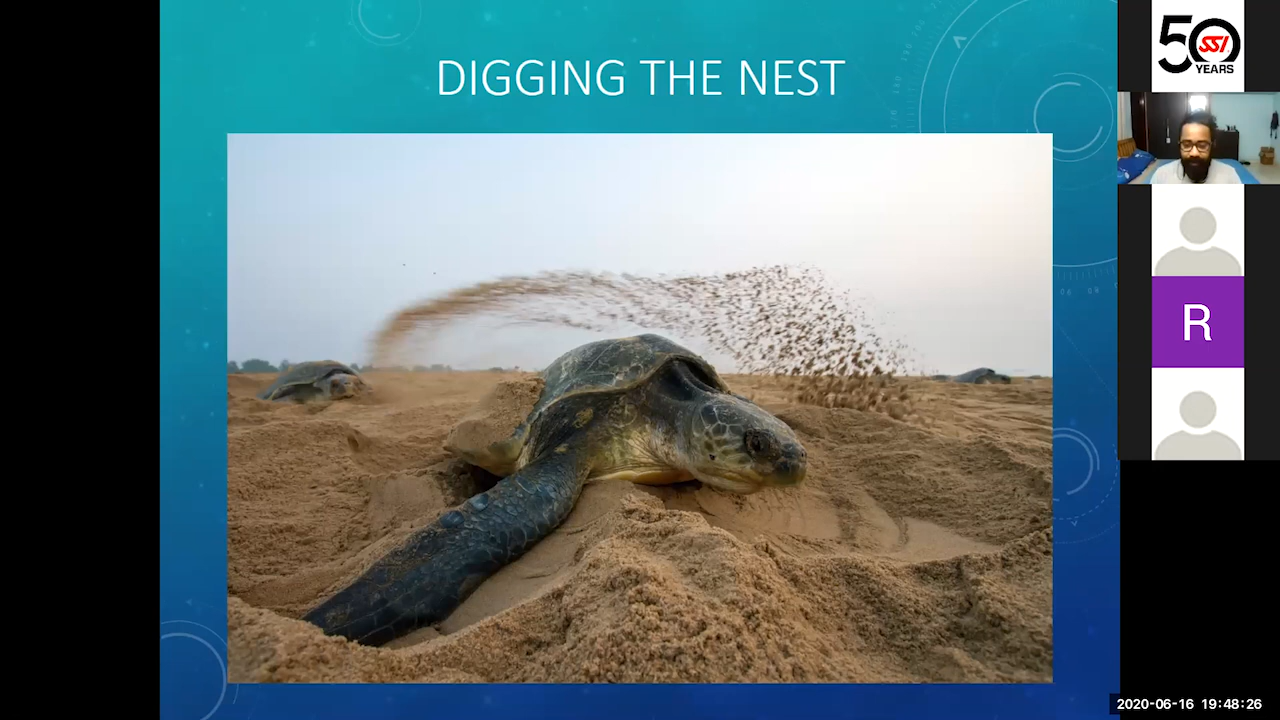 DIGGING THE NEST
50
SSI
YEARS
R
2020-06-16 19:48:26